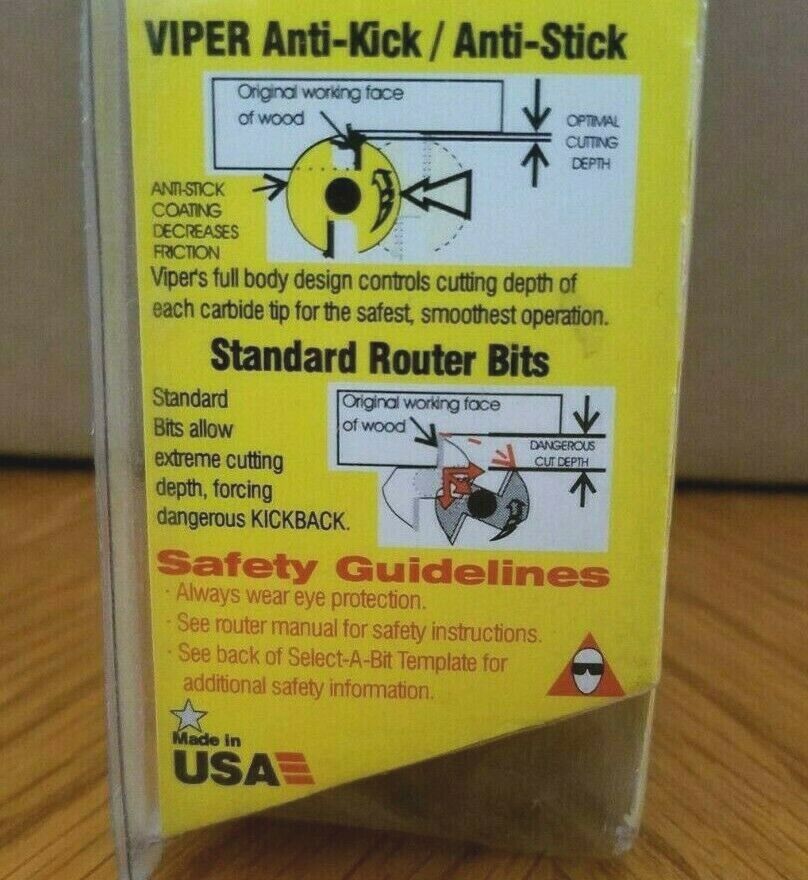 VIPER Anti-Kick / Anti-Stick
Original working face
of wood
OPTIMAL
CUTTING
DEPTH
ANTI-STICK
COATING
DECREASES
FRICTION
Viper's full body design controls cutting depth of
each carbide tip for the safest, smoothest operation.
Standard Router Bits
Standard
Bits allow
extreme cutting
depth, forcing
dangerous KICKBACK.
Original working face
of wood
DANGEROUS
CUT DEPTH
Safety Guidelines
· Always wear eye protection.
· See router manual for safety instructions.
· See back of Select-A-Bit Template for
additional safety information.
Made in
USA